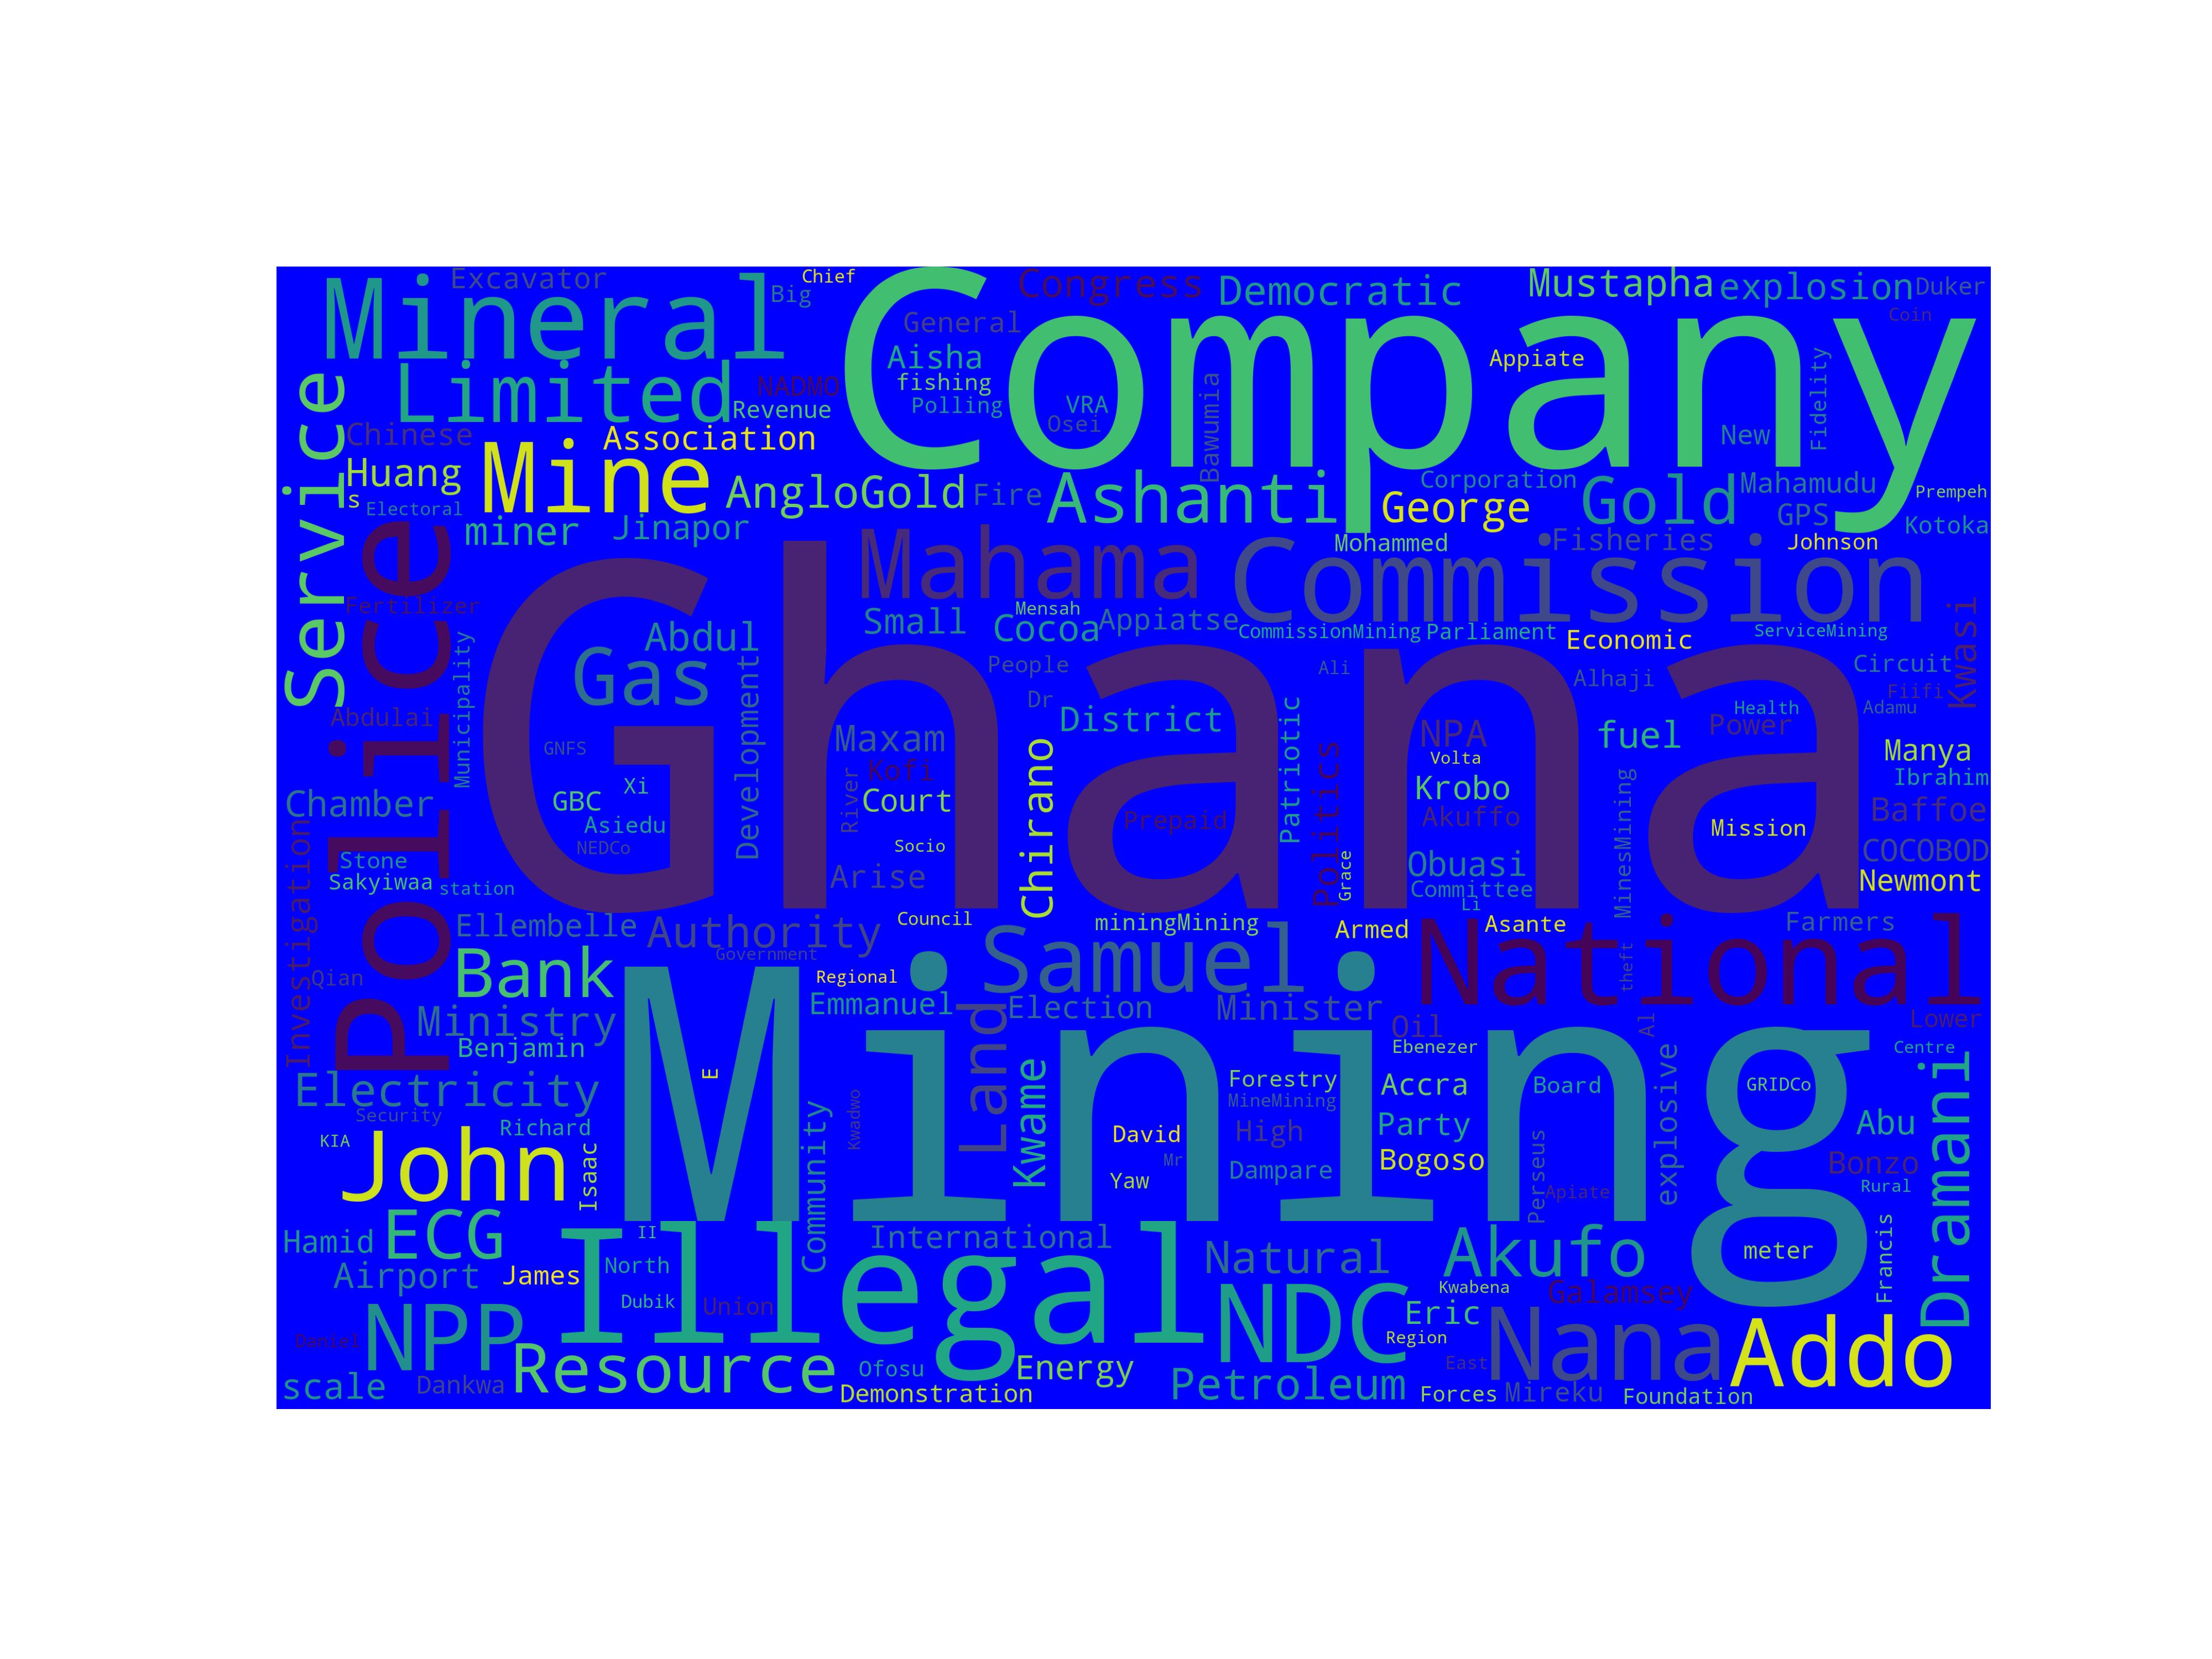 Mineral
Excavator
Chief
Big
Company
Congress
Democratic
Mustapha
explosion
Duker
Coin
General
Aisha
fishing
Polling
VRA
Osei
Appiate
Fidelity
New
Bawumia
Limited
NADMO
Revenue
Service
Chinese
Mine
Association
Huang
s
Electoral
miner
Jinapor
AngloGold
Fire
Ashanti
George
Corporation
Gold
Mahamudu
GPS
Prempeh
Kotoka
Police
Fertilizer
Mahama
Mohammed
Commission
Fisheries
Johnson
Ghana
Abdul
Gas
Small
Mensah
Cocoa
Appiatse
CommissionMining
Parliament
Economic
ServiceMining
Kwasi
People
Ali
Alhaji
Circuit
Fiifi
Adamu
Dr
District
Patriotic
Health
Power
Municipality
Development
Abdulai
GNFS
Maxam
Kofi
Chirano
Politics
NPA
Volta
fuel
Manya
Ibrahim
Chamber
GBC
Xi
Asiedu
NEDCo
River
Court
Socio
Prepaid
Krobo
Akuffo
MinesMining
Mission
Baffoe
COCOBOD
Investigation
Stone
Sakyiwaa
station
Arise
Grace
Obuasi
Committee
Li
Newmont
Ellembelle
Authority
Council
miningMining
Armed
Asante
Farmers
Government
Qian
Bank
Regional
Samuel
National
theft
Ministry
Emmanuel
Land
Election
Minister
Oil
Al
Lower
Benjamin
Mining
Ebenezer
Centre
Electricity
E
Kwame
Forestry
MineMining
Accra
Board
explosive
GRIDCo
Dramani
Security
KIA
Richard
Community
Kwadwo
David
High
Party
Abu
John
Isaac
Mr
Yaw
Dampare
Bogoso
Perseus
Apiate
Bonzo
Rural
Hamid
ECG
Illegal
II
International
Natural
Akufo
meter
Francis
Airport
James
North
Dubik
Union
NDC
Kwabena
Galamsey
Eric
Region
Daniel
NPP
Nana
Addo
scale
Dankwa
Resource
Ofosu
Energy
Demonstration
Petroleum
East
Forces
Mireku
Foundation